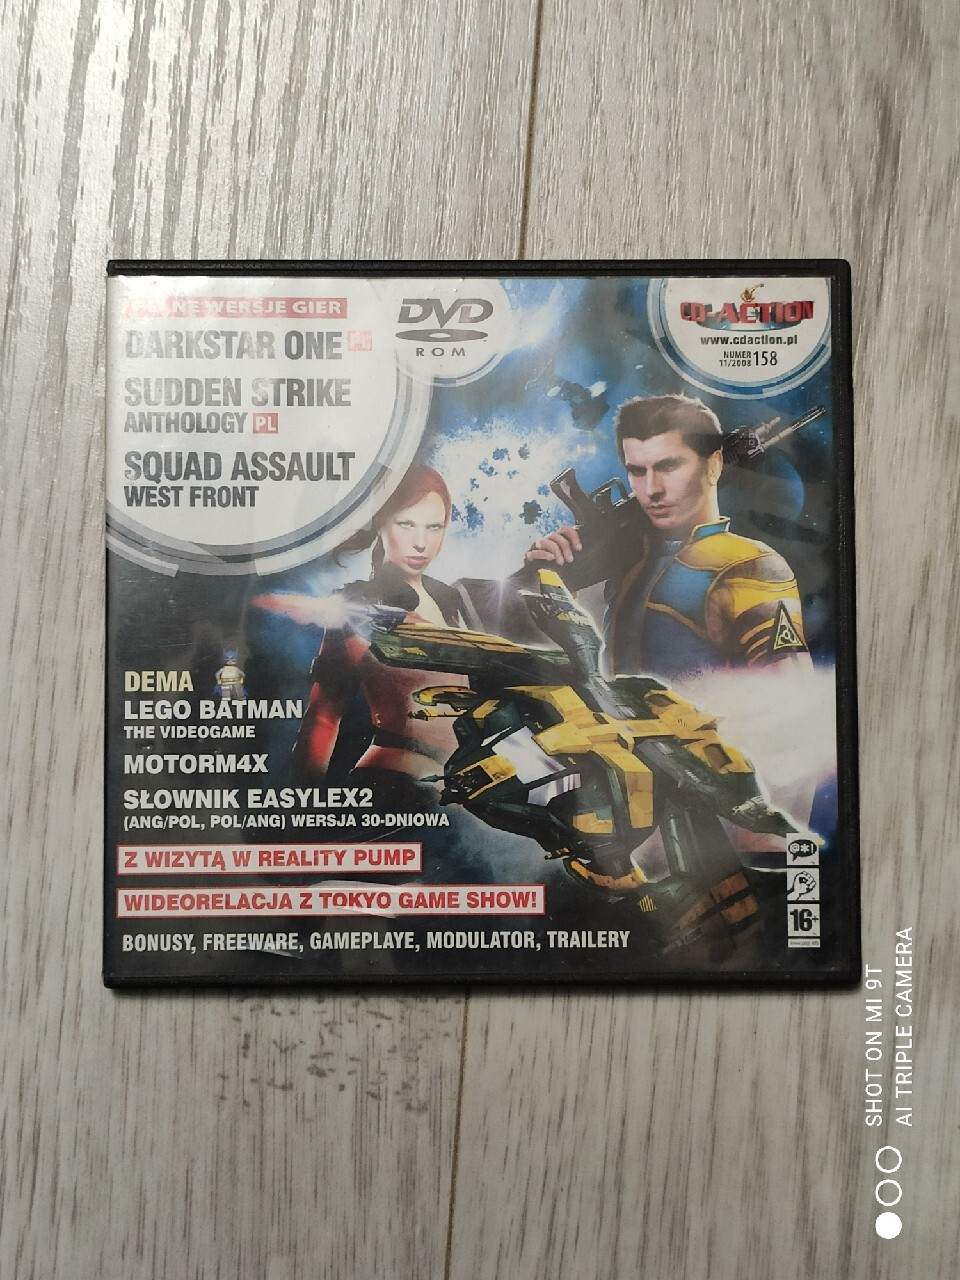 PEŁNE WERSJE GIER
DARKSTAR ONE PL
SUDDEN STRIKE
ANTHOLOGY PL
SQUAD ASSAULT
WEST FRONT
DVD
ROM
CD-ACTION
www.cdaction.pl
NUMER
11/2008 158
DEMA
LEGO BATMAN
THE VIDEOGAME
MOTORM4X
SŁOWNIK EASYLEX2
(ANG/POL, POL/ANG) WERSJA 30-DNIOWA
Z WIZYTĄ W REALITY PUMP
WIDEORELACJA Z TOKYO GAME SHOW!
BONUSY, FREEWARE, GAMEPLAYE, MODULATOR, TRAILERY
@*!
16+
SHOT ON MI 9T
AI TRIPLE CAMERA